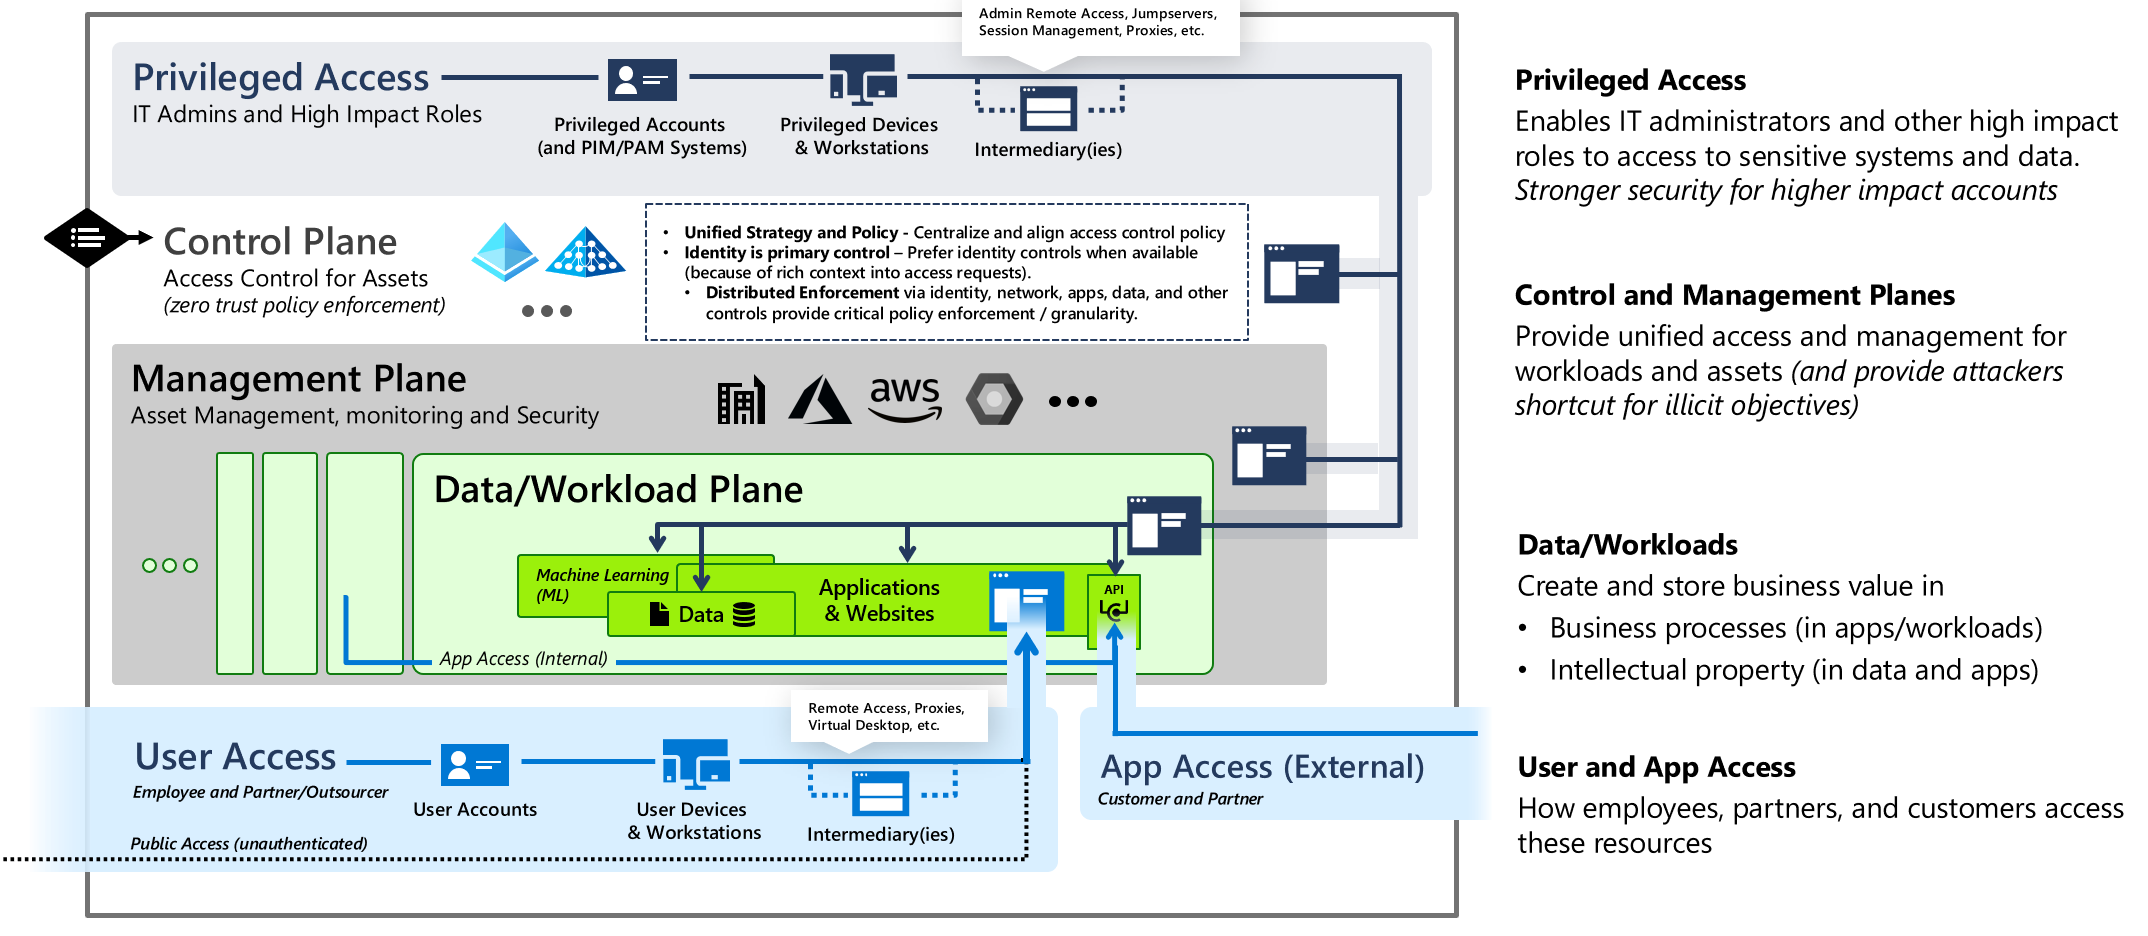 Admin Remote Access, Jumpservers,
Session Management, Proxies, etc.
Privileged Access
IT Admins and High Impact Roles
Privileged Accounts
(and PIM/PAM Systems)
Privileged Devices
& Workstations
Intermediary(ies)
Control Plane
Access Control for Assets
(zero trust policy enforcement)
• Unified Strategy and Policy - Centralize and align access control policy
• Identity is primary control – Prefer identity controls when available
(because of rich context into access requests).
• Distributed Enforcement via identity, network, apps, data, and other
controls provide critical policy enforcement / granularity.
Management Plane
Asset Management, monitoring and Security
aws
Data/Workload Plane
Machine Learning
(ML)
Data
Applications
& Websites
API
App Access (Internal)
Remote Access, Proxies,
Virtual Desktop, etc.
User Access
Employee and Partner/Outsourcer
User Accounts
User Devices
& Workstations
Intermediary(ies)
Public Access (unauthenticated)
App Access (External)
Customer and Partner
Privileged Access
Enables IT administrators and other high impact
roles to access to sensitive systems and data.
Stronger security for higher impact accounts
Control and Management Planes
Provide unified access and management for
workloads and assets (and provide attackers
shortcut for illicit objectives)
Data/Workloads
Create and store business value in
• Business processes (in apps/workloads)
• Intellectual property (in data and apps)
User and App Access
How employees, partners, and customers access
these resources